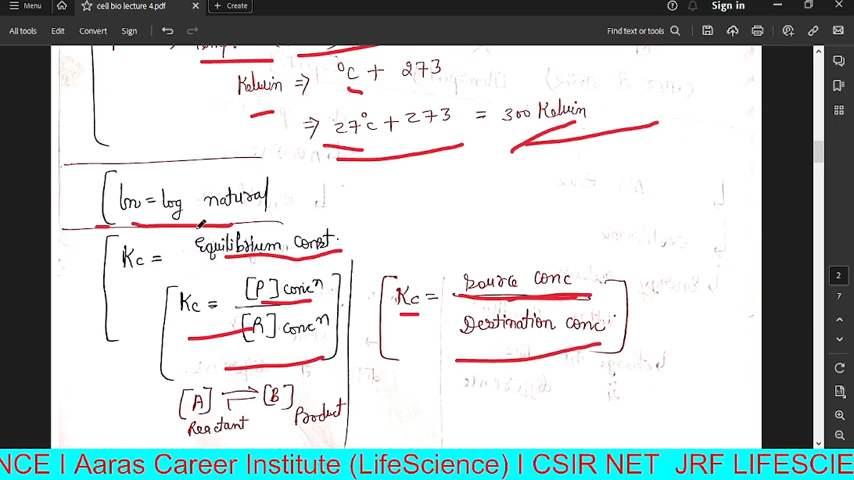 Menu
cell bio lecture 4.pdf
Create
Sign in
All tools Edit Convert Sign
Find text or tools
Kelvin ⇒ °C + 273
⇒ 27°C + 273 = 300 Kelvin
ln = log natural
Kc = Equilibrium const.
Kc = [P] concⁿ
[R] concⁿ
Kc = Source conc
Destination conc
[A] ⇌ [B]
Reactant Product
2
7
NCE I Aaras Career Institute (LifeScience) I CSIR NET JRF LIFESCIE